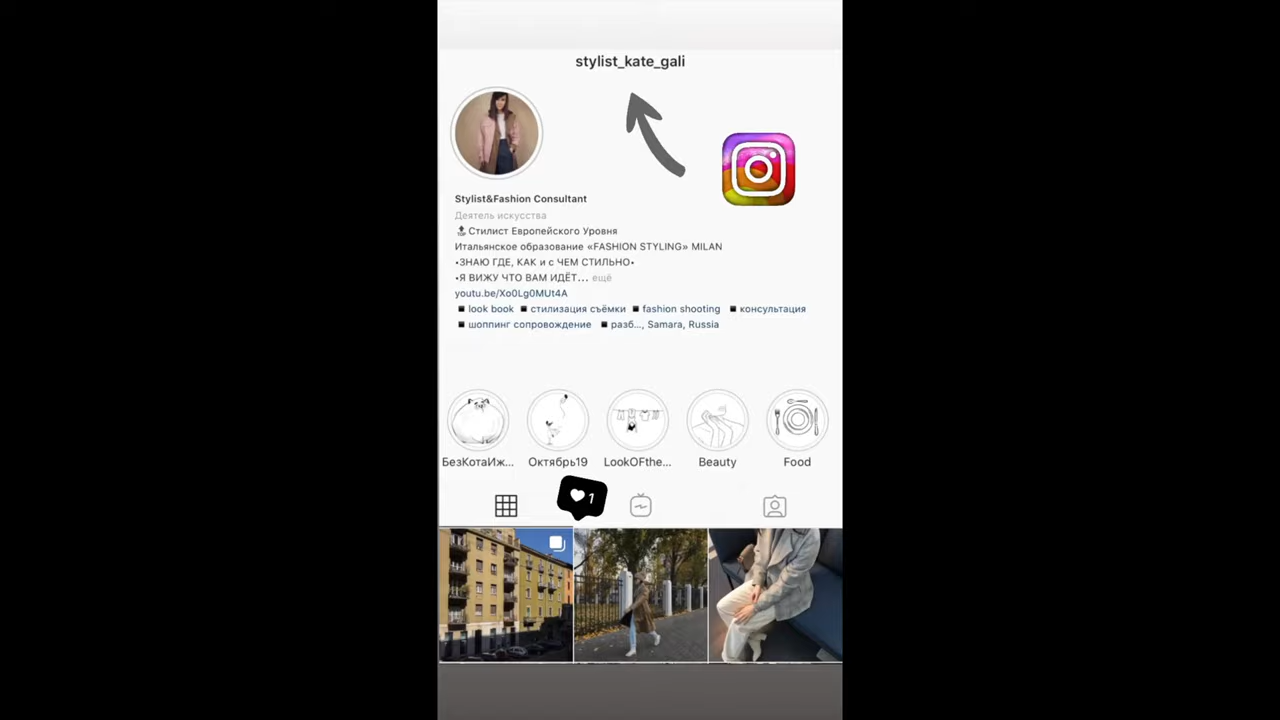 stylist_kate_gali
Stylist&Fashion Consultant
Деятель искусства
🔝Стилист Европейского Уровня
Итальянское образование «FASHION STYLING» MILAN
•ЗНАЮ ГДЕ, КАК и с ЧЕМ СТИЛЬНО•
•Я ВИЖУ ЧТО ВАМ ИДЁТ... ещё
youtu.be/Xo0Lg0MUt4A
◾look book ◾стилизация съёмки ◾fashion shooting ◾консультация
◾шоппинг сопровождение ◾разб..., Samara, Russia
БезКотаИж... Октябрь19 LookOFthe... Beauty Food
1